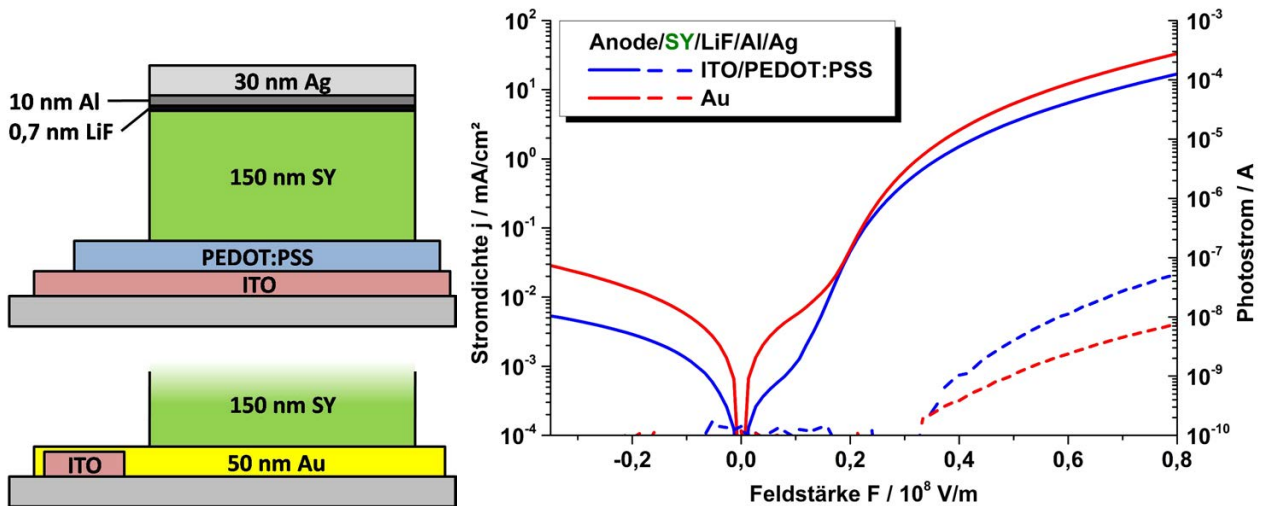 30 nm Ag
10 nm Al
0,7 nm LiF
150 nm SY
PEDOT:PSS
ITO
150 nm SY
ITO
50 nm Au
Stromdichte j / mA/cm²
10²
10¹
10⁰
10⁻¹
10⁻²
10⁻³
10⁻⁴
Anode/SY/LiF/Al/Ag
ITO/PEDOT:PSS
Au
10⁻³
10⁻⁴
10⁻⁵
10⁻⁶
10⁻⁷
10⁻⁸
10⁻⁹
10⁻¹⁰
Photostrom / A
-0,2 0,0 0,2 0,4 0,6 0,8
Feldstärke F / 10⁸ V/m